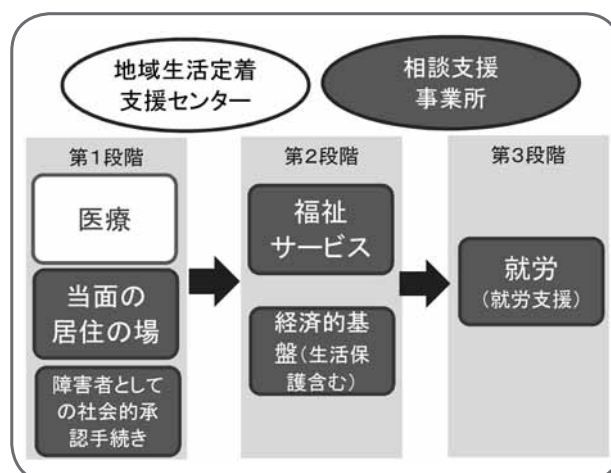 地域生活定着
支援センター
相談支援
事業所
第1段階
医療
当面の
居住の場
障害者として
の社会的承
認手続き
第2段階
福祉
サービス
経済的基
盤(生活保
護含む)
第3段階
就労
(就労支援)